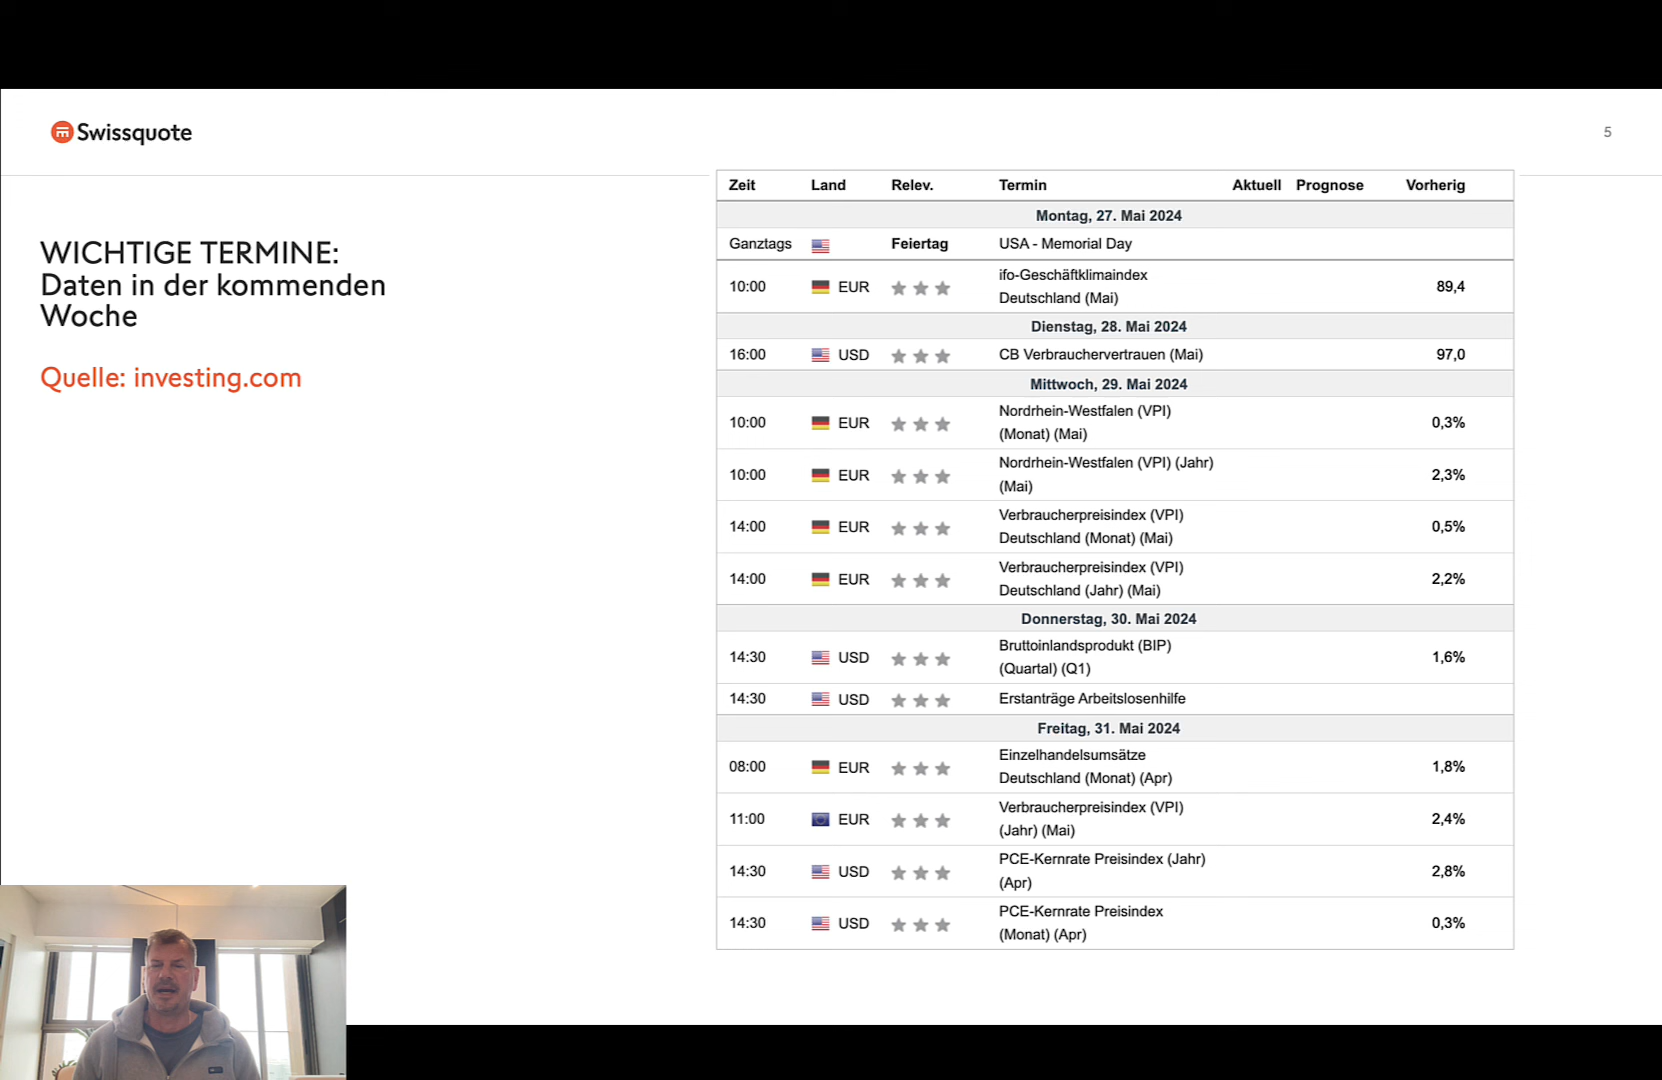 Swissquote
5
WICHTIGE TERMINE:
Daten in der kommenden
Woche
Quelle: investing.com
Zeit Land Relev. Termin Aktuell Prognose Vorherig
Montag, 27. Mai 2024
Ganztags Feiertag USA - Memorial Day
10:00 EUR ifo-Geschäftklimaindex
Deutschland (Mai) 89,4
Dienstag, 28. Mai 2024
16:00 USD CB Verbrauchervertrauen (Mai) 97,0
Mittwoch, 29. Mai 2024
10:00 EUR Nordrhein-Westfalen (VPI)
(Monat) (Mai) 0,3%
10:00 EUR Nordrhein-Westfalen (VPI) (Jahr)
(Mai) 2,3%
14:00 EUR Verbraucherpreisindex (VPI)
Deutschland (Monat) (Mai) 0,5%
14:00 EUR Verbraucherpreisindex (VPI)
Deutschland (Jahr) (Mai) 2,2%
Donnerstag, 30. Mai 2024
14:30 USD Bruttoinlandsprodukt (BIP)
(Quartal) (Q1) 1,6%
14:30 USD Erstanträge Arbeitslosenhilfe
Freitag, 31. Mai 2024
08:00 EUR Einzelhandelsumsätze
Deutschland (Monat) (Apr) 1,8%
11:00 EUR Verbraucherpreisindex (VPI)
(Jahr) (Mai) 2,4%
14:30 USD PCE-Kernrate Preisindex (Jahr)
(Apr) 2,8%
14:30 USD PCE-Kernrate Preisindex
(Monat) (Apr) 0,3%